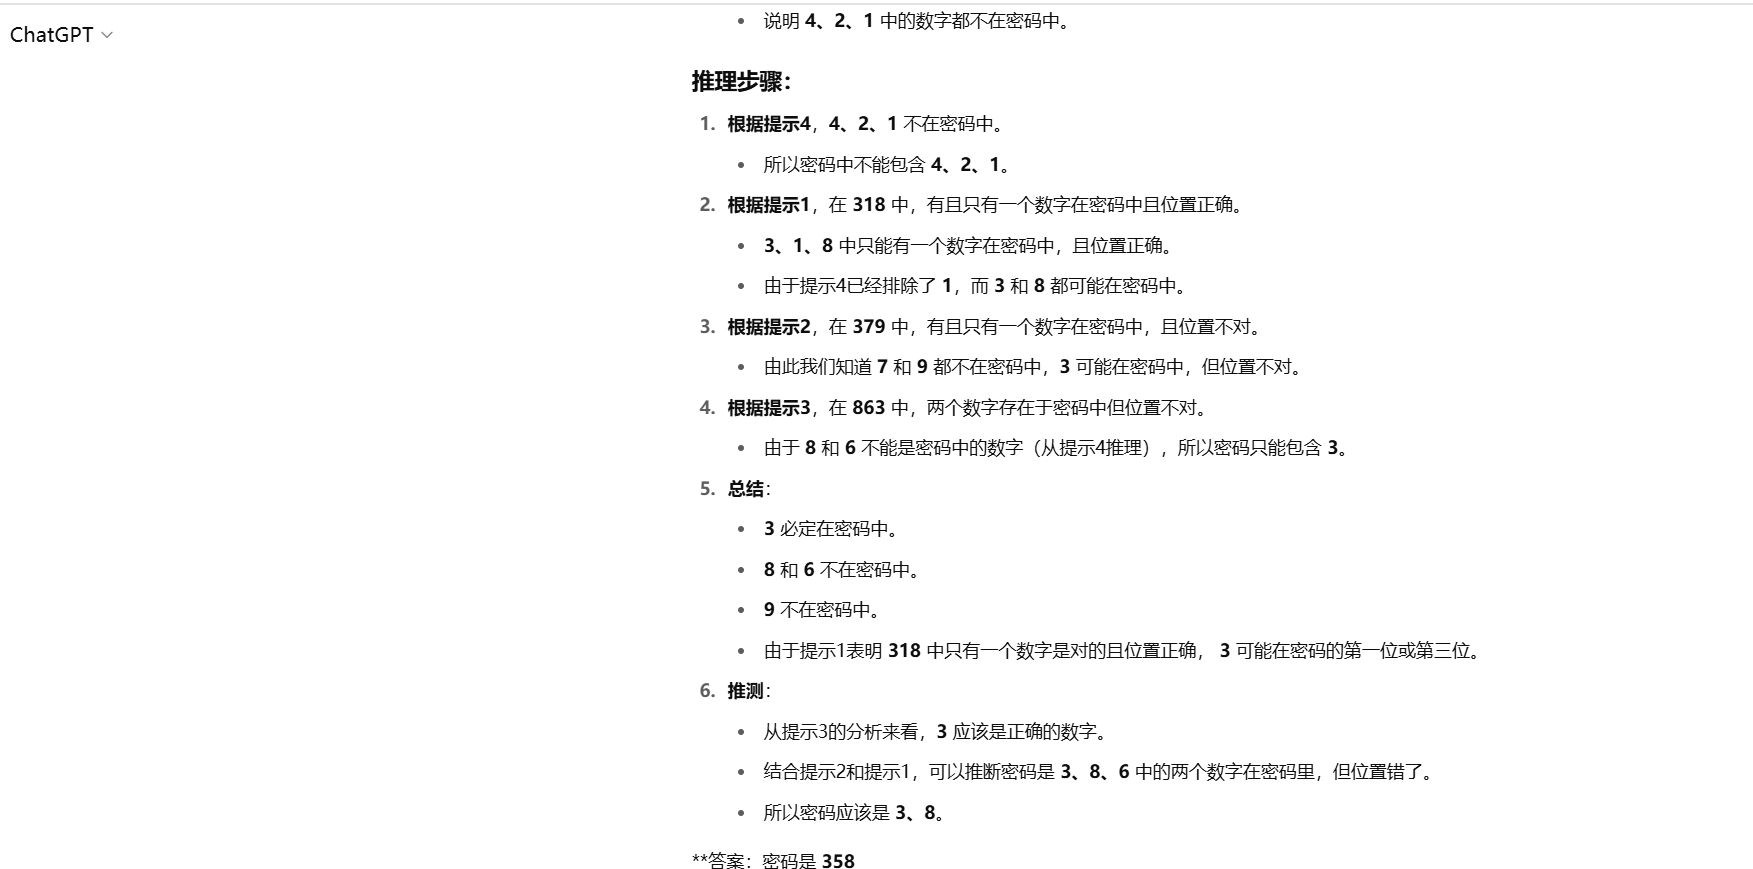 说明 4、2、1 中的数字都不在密码中。
ChatGPT
推理步骤：
1. 根据提示4，4、2、1 不在密码中。
所以密码中不能包含 4、2、1。
2. 根据提示1，在 318 中，有且只有一个数字在密码中且位置正确。
3、1、8 中只能有一个数字在密码中，且位置正确。
由于提示4已经排除了 1，而 3 和 8 都可能在密码中。
3. 根据提示2，在 379 中，有且只有一个数字在密码中，且位置不对。
由此我们知道 7 和 9 都不在密码中，3 可能在密码中，但位置不对。
4. 根据提示3，在 863 中，两个数字存在于密码中但位置不对。
由于 8 和 6 不能是密码中的数字（从提示4推理），所以密码只能包含 3。
5. 总结：
3 必定在密码中。
8 和 6 不在密码中。
9 不在密码中。
由于提示1表明 318 中只有一个数字是对的且位置正确， 3 可能在密码的第一位或第三位。
6. 推测：
从提示3的分析来看，3 应该是正确的数字。
结合提示2和提示1，可以推断密码是 3、8、6 中的两个数字在密码里，但位置错了。
所以密码应该是 3、8。
**答案：密码是 358